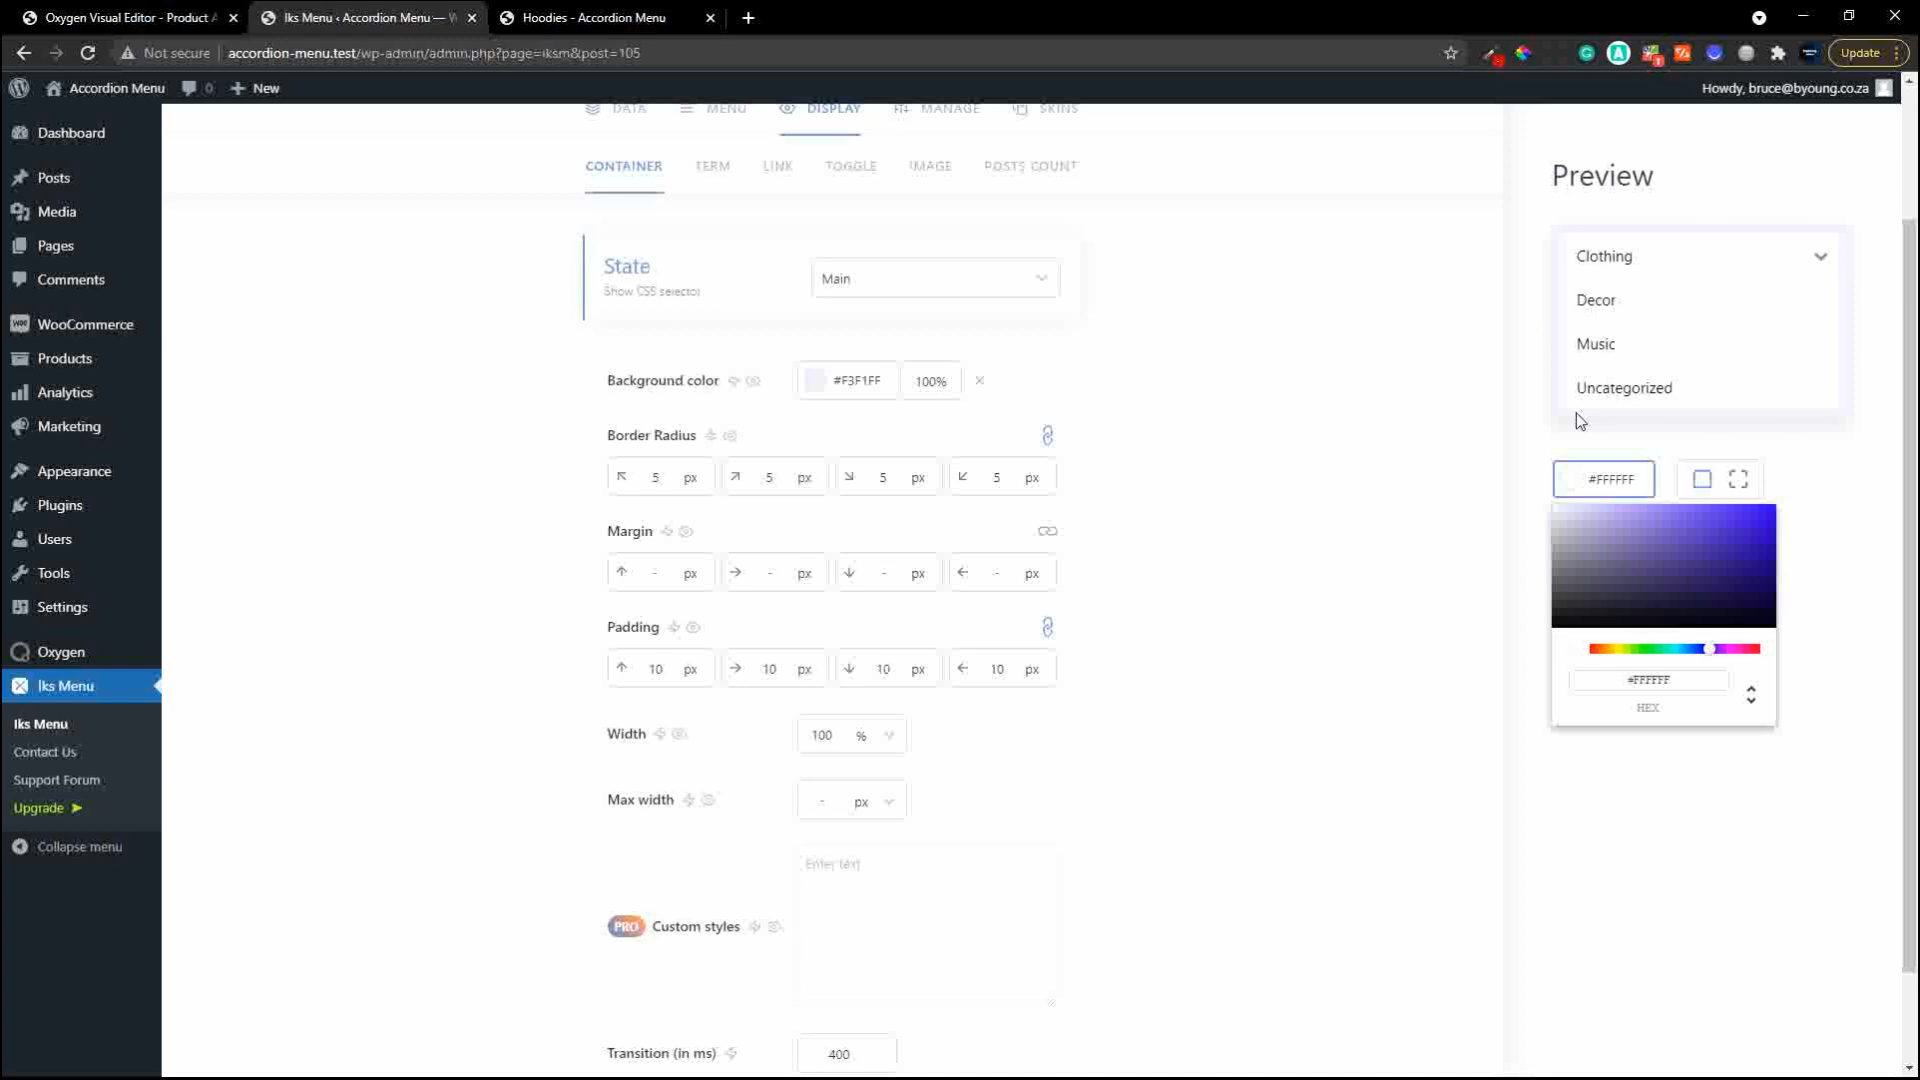 Oxygen Visual Editor - Product A
Iks Menu ‹ Accordion Menu — W
Hoodies - Accordion Menu
Not secure
accordion-menu.test/wp-admin/admin.php?page=iksm&post=105
Update
Accordion Menu
0
New
Howdy, bruce@byoung.co.za
Dashboard
Posts
Media
Pages
Comments
WooCommerce
Products
Analytics
Marketing
Appearance
Plugins
Users
Tools
Settings
Oxygen
Iks Menu
Iks Menu
Contact Us
Support Forum
Upgrade ➤
Collapse menu
DATA
MENU
DISPLAY
MANAGE
SKINS
CONTAINER
TERM
LINK
TOGGLE
IMAGE
POSTS COUNT
State
Show CSS selector
Main
Background color
#F3F1FF
100%
Border Radius
5 px
5 px
5 px
5 px
Margin
- px
- px
- px
- px
Padding
10 px
10 px
10 px
10 px
Width
100 %
Max width
- px
Enter text
PRO
Custom styles
Transition (in ms)
400
Preview
Clothing
Decor
Music
Uncategorized
#FFFFFF
#FFFFFF
HEX